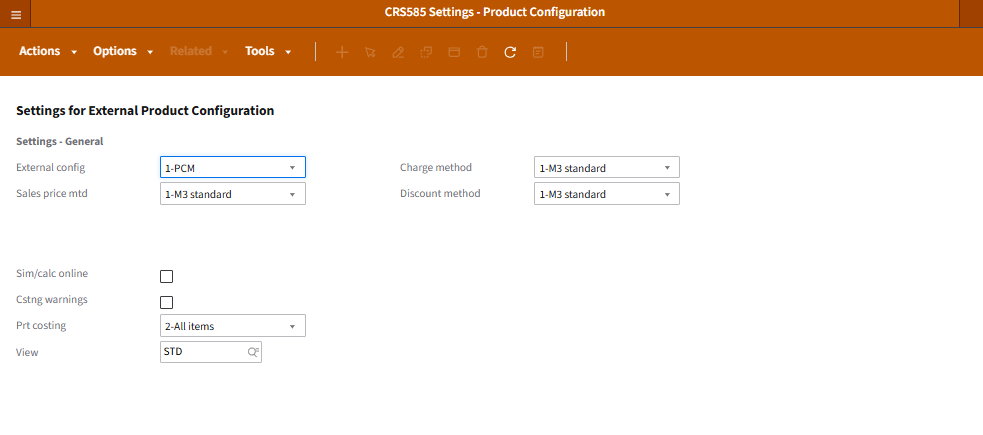 CRS585 Settings - Product Configuration
Actions Options Related Tools
Settings for External Product Configuration
Settings - General
External config 1-PCM Charge method 1-M3 standard
Sales price mtd 1-M3 standard Discount method 1-M3 standard
Sim/calc online
Cstng warnings
Prt costing 2-All items
View STD